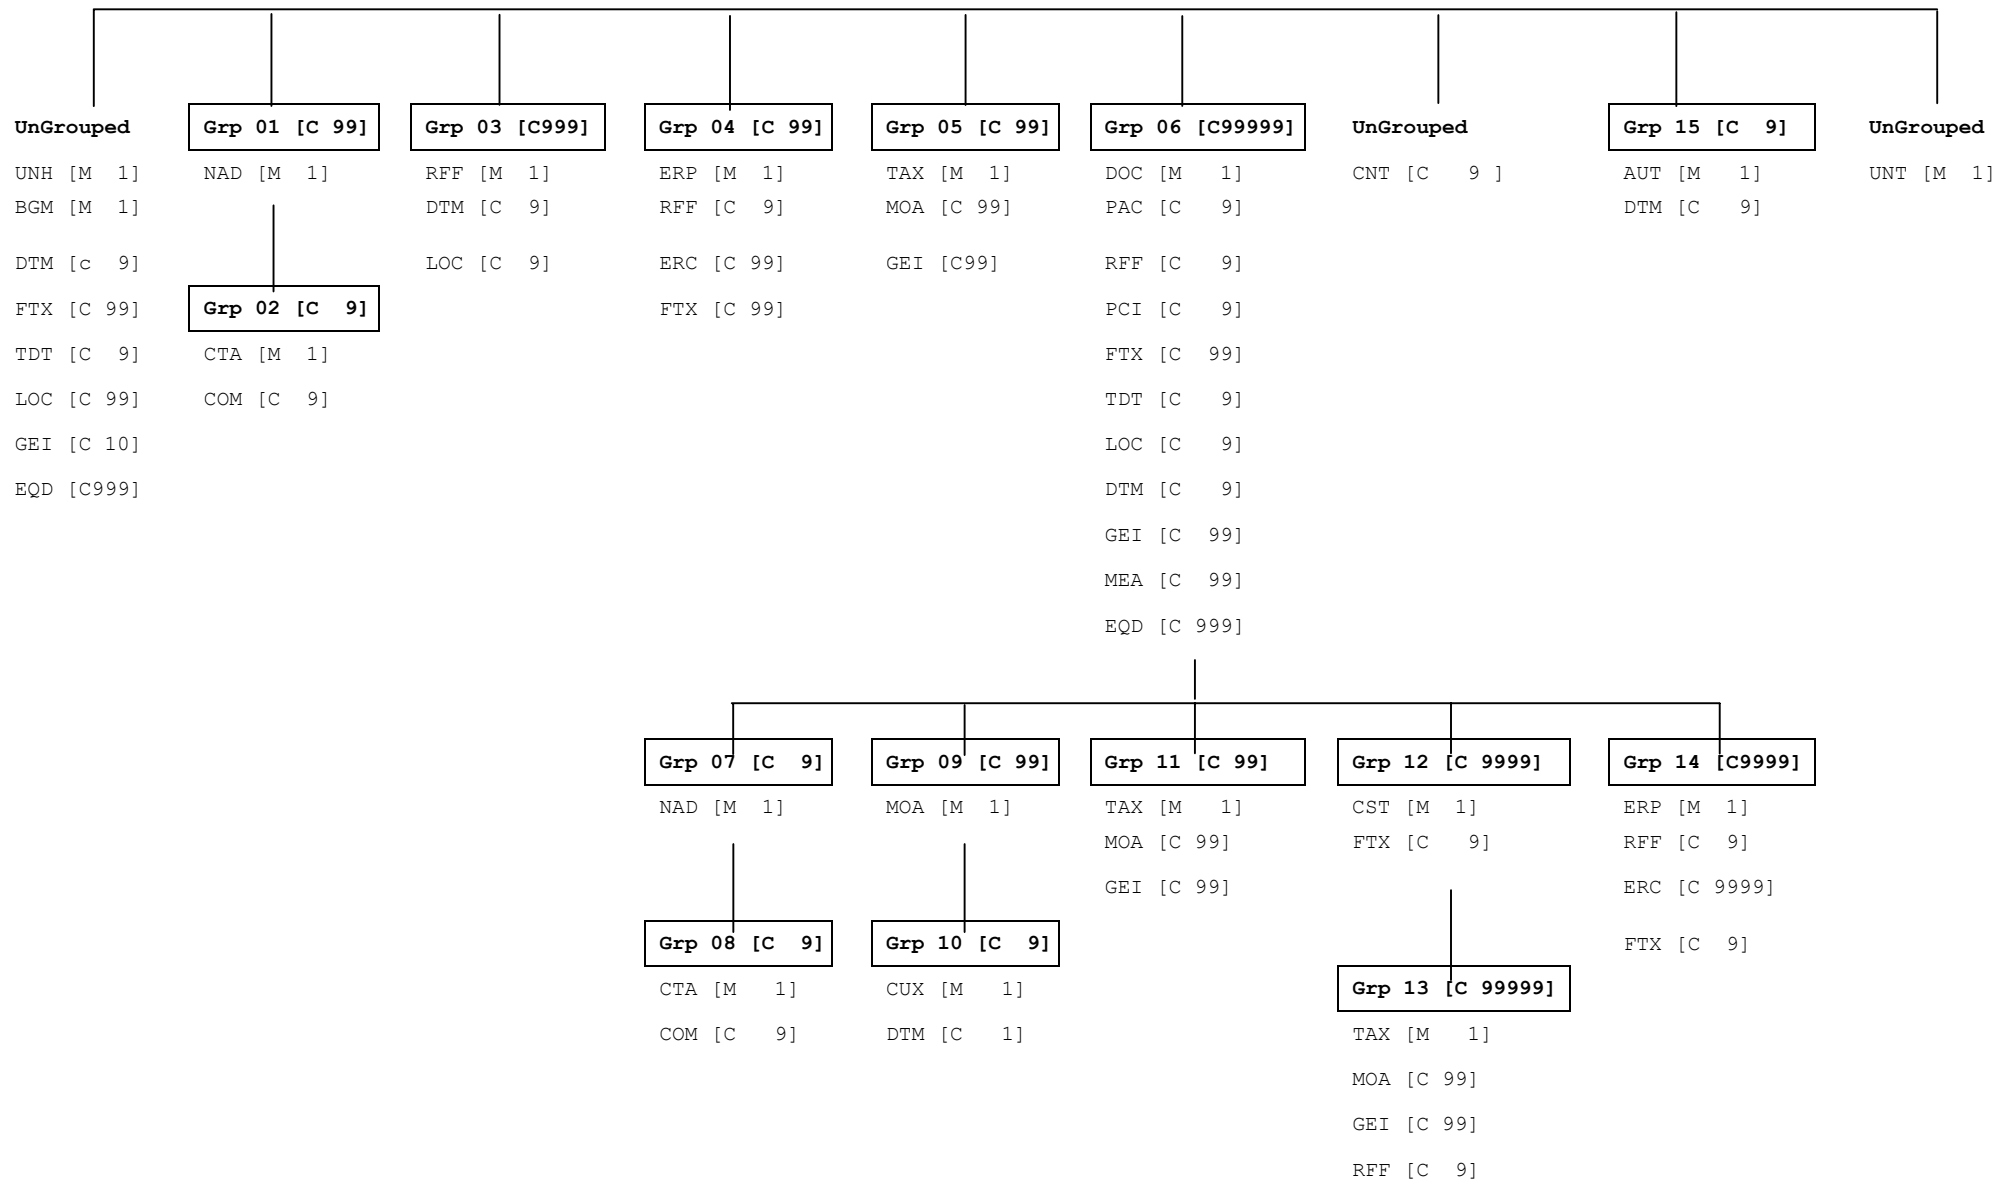 UnGrouped
UNH [M  1]
BGM [M  1]
DTM [c  9]
FTX [C 99]
TDT [C  9]
LOC [C 99]
GEI [C 10]
EQD [C999]
Grp 01 [C 99]
NAD [M  1]
Grp 02 [C  9]
CTA [M  1]
COM [C  9]
Grp 03 [C999]
RFF [M  1]
DTM [C  9]
LOC [C  9]
Grp 04 [C 99]
ERP [M  1]
RFF [C  9]
ERC [C 99]
FTX [C 99]
Grp 05 [C 99]
TAX [M  1]
MOA [C 99]
GEI [C99]
Grp 06 [C99999]
DOC [M   1]
PAC [C   9]
RFF [C   9]
PCI [C   9]
FTX [C  99]
TDT [C   9]
LOC [C   9]
DTM [C   9]
GEI [C  99]
MEA [C  99]
EQD [C 999]
Grp 07 [C  9]
NAD [M  1]
Grp 08 [C  9]
CTA [M   1]
COM [C   9]
Grp 09 [C 99]
MOA [M  1]
Grp 10 [C  9]
CUX [M   1]
DTM [C   1]
Grp 11 [C 99]
TAX [M   1]
MOA [C 99]
GEI [C 99]
Grp 12 [C 9999]
CST [M  1]
FTX [C   9]
Grp 13 [C 99999]
TAX [M   1]
MOA [C 99]
GEI [C 99]
RFF [C  9]
Grp 14 [C9999]
ERP [M  1]
RFF [C  9]
ERC [C 9999]
FTX [C  9]
UnGrouped
CNT [C   9 ]
Grp 15 [C  9]
AUT [M   1]
DTM [C   9]
UnGrouped
UNT [M  1]